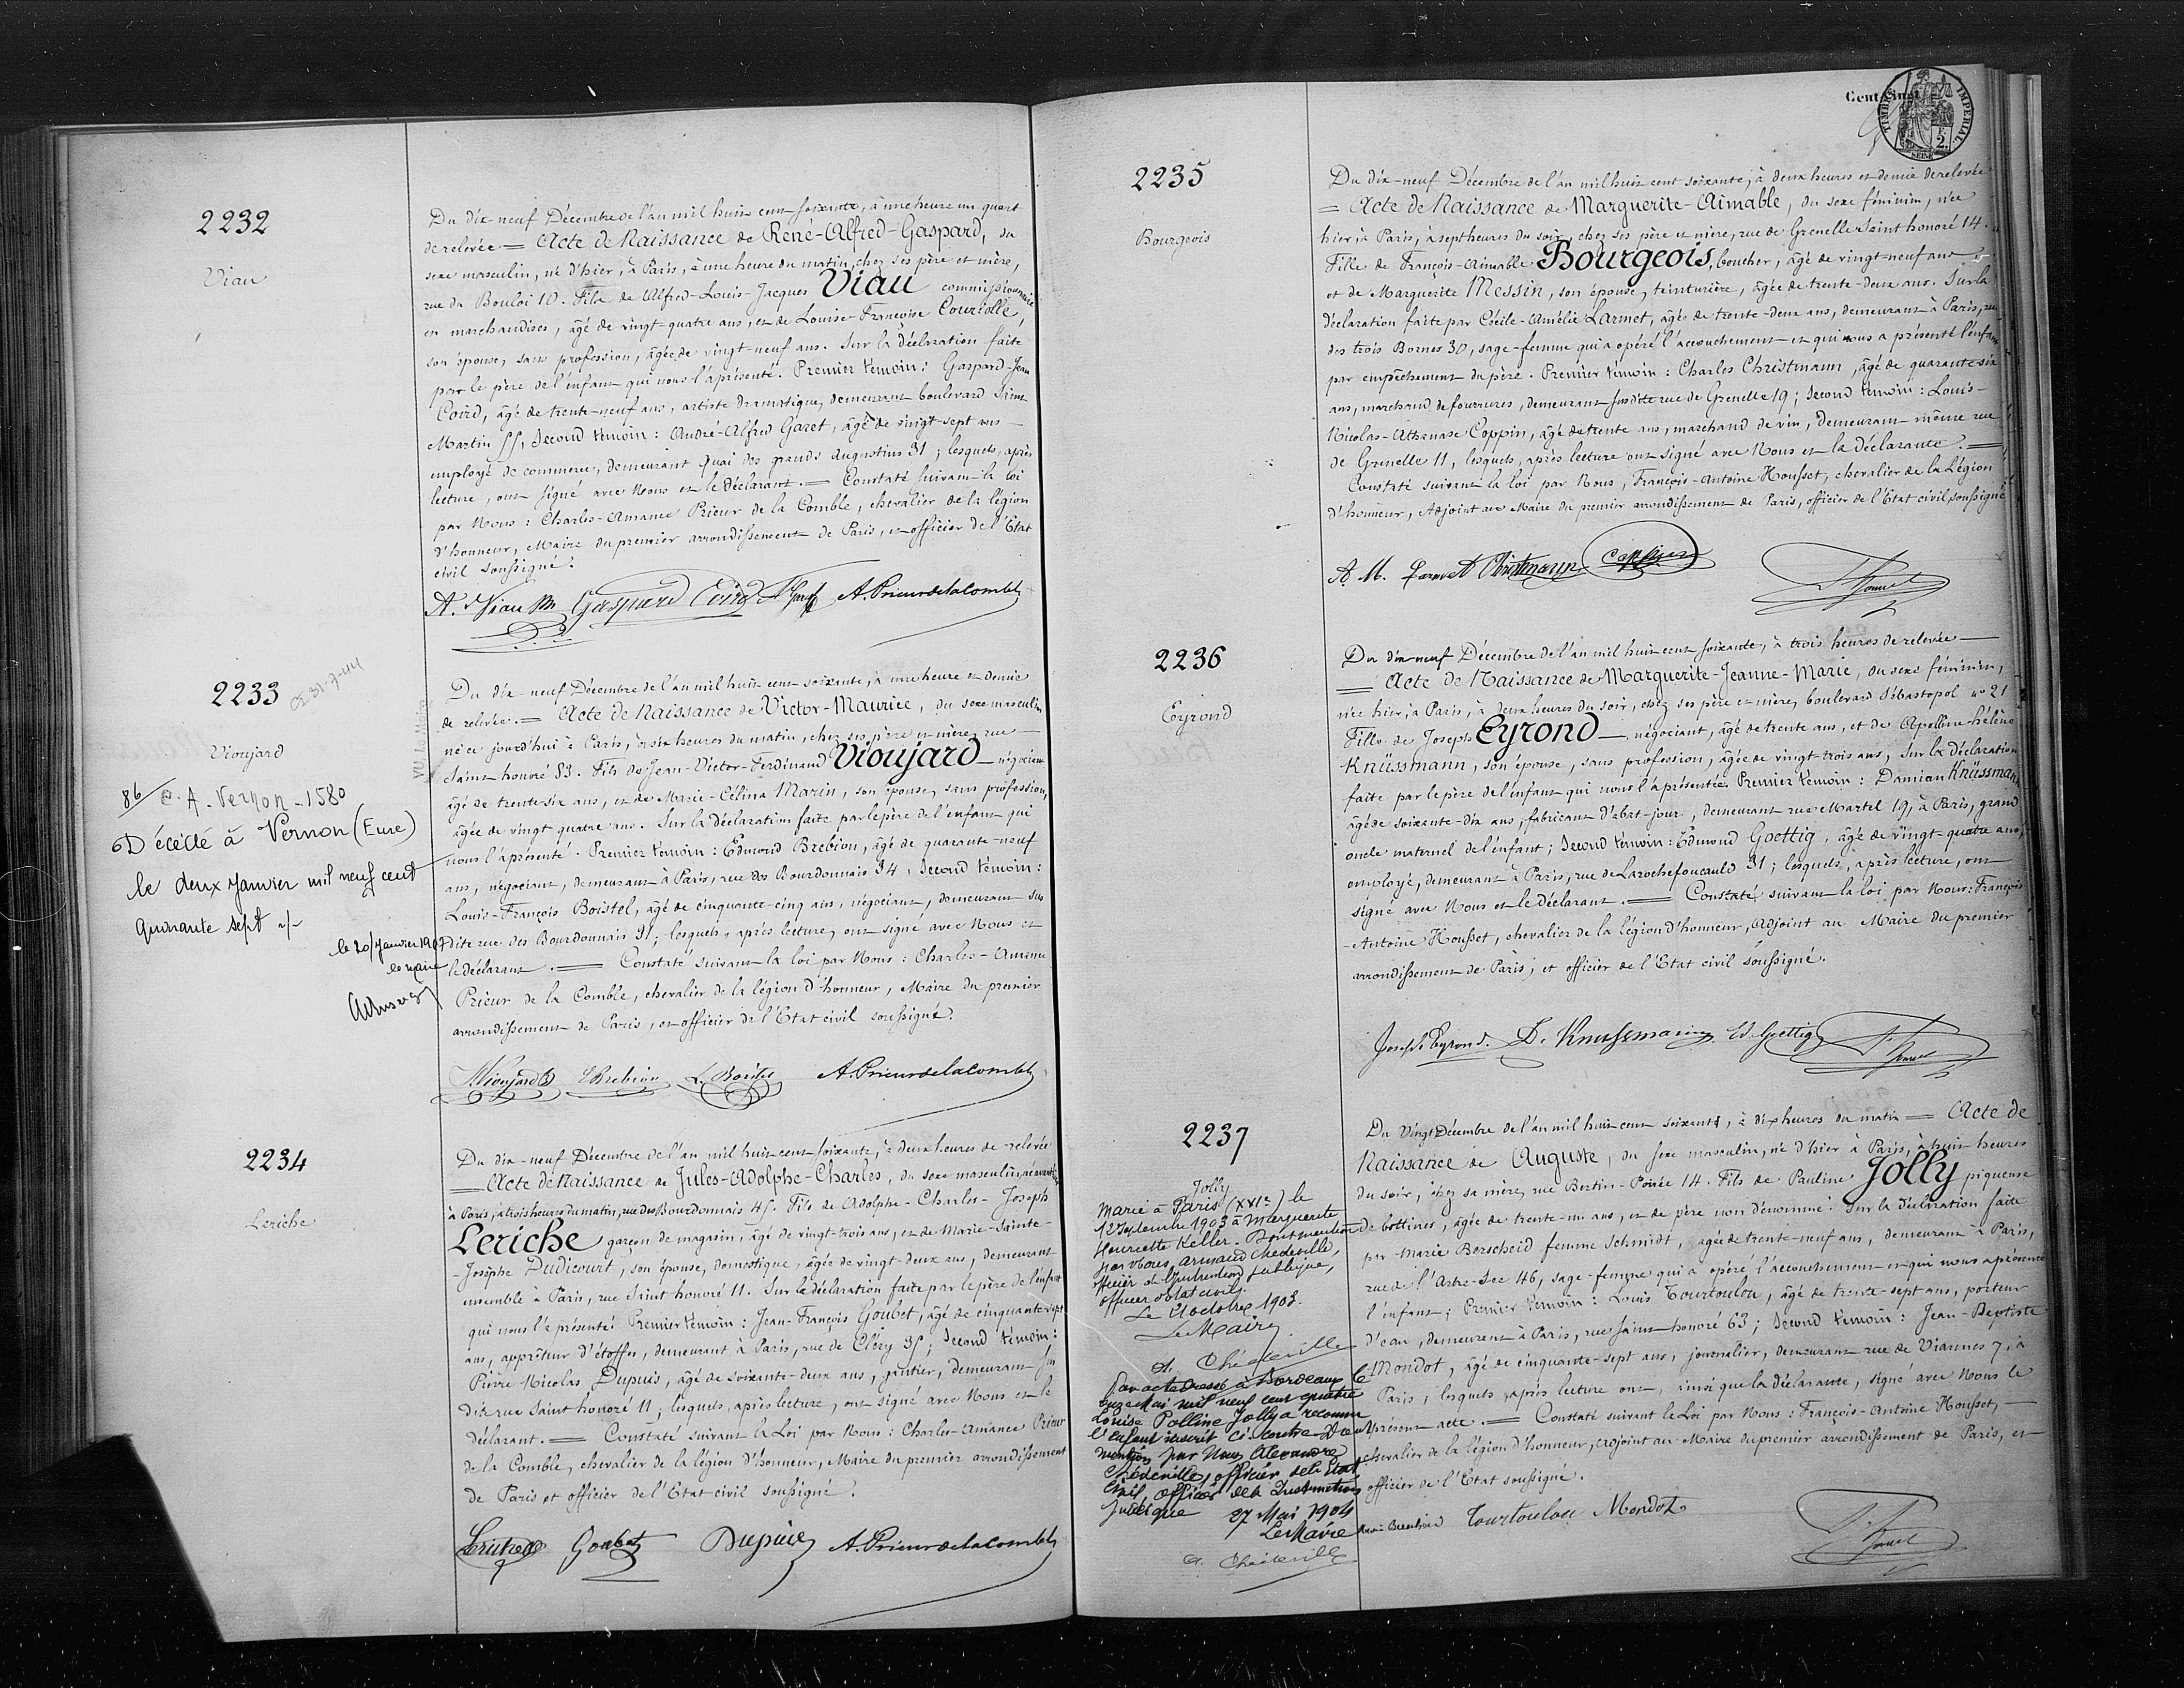 2232
Viau
Du dix neuf Décembre de l'an mil huit cent soixante, à une heure un quart
de relevée = Acte de Naissance de René-Alfred-Gaspard, du
sexe masculin, né d'hier, à Paris, à une heure du matin, chez ses père et mère,
rue du Bouloi 10. Fils de Alfred-Louis-Jacques Viau commissionnaire
en marchandises, âgé de vingt-quatre ans, et de Louise-Françoise
son épouse, sans profession, âgée de vingt-neuf ans. Sur la déclaration faite
par le père de l'enfant qui nous l'a présenté. Premier témoin: Gaspard-Jean
Coird, âgé de trente-neuf ans, artiste dramatique, demeurant boulevard Saint
Martin 55, Second témoin: André-Alfred Garet, âgé de vingt-sept ans
employé de commerce, demeurant quai des grands Augustins 31; lesquels, après
lecture, ont signé avec Nous et le déclarant. = Constaté suivant la loi
par Nous: Charles-Amance Prieur de la Comble, chevalier de la légion
d'honneur, Maire du premier arrondissement de Paris, et officier de l'Etat
civil soussigné.
A. Viau Gaspard Coird A. Prieur de la Comble
2233
CE 31-7-44
Vioujard
VU
86/ C. A. Vernon - 1580
Décédé à Vernon (Eure)
le deux janvier mil neuf cent
quarante sept ./.
le 20 janvier 1947
le maire
Du dix-neuf Décembre de l'an mil huit cent soixante, à une heure et demie
de relevée. = Acte de Naissance de Victor-Maurice, du sexe masculin
né ce jourd'hui à Paris, à six heures du matin, chez ses père et mère, rue
Saint honoré 83. Fils de Jean-Victor-Ferdinand Vioujard négociant
âgé de trente-six ans, et de Marie-Célina Marin, son épouse, sans profession,
âgée de vingt quatre ans. Sur la déclaration faite par le père de l'enfant qui
nous l'a présenté. Premier témoin: Edmond Brebion, âgé de quarante-neuf
ans, négociant, demeurant à Paris, rue des Bourdonnais 34, Second témoin:
Louis-François Boistel, âgé de cinquante-cinq ans, négociant, demeurant sus
dite rue des Bourdonnais 31; lesquels, après lecture, ont signé avec Nous et
le déclarant. = Constaté suivant la loi par Nous: Charles-Amance
Prieur de la Comble, chevalier de la légion d'honneur, Maire du premier
arrondissement de Paris, et officier de l'Etat civil soussigné.
Vioujard E Brebion L. Boistel A. Prieur de la Comble
2234
Leriche
Du dix-neuf Décembre de l'an mil huit cent soixante, à deux heures de relevée
= Acte de Naissance de Jules-Adolphe-Charles, du sexe masculin, né avant hier
à Paris, à trois heures du matin, rue des Bourdonnais 45. Fils de Adolphe-Charles-Joseph
Leriche garçon de magasin, âgé de vingt-trois ans, et de Marie-Sainte-
-Josèphe Dudicourt, son épouse, domestique, âgée de vingt-deux ans, demeurant
ensemble à Paris, rue Saint honoré 11. Sur la déclaration faite par le père de l'enfant
qui nous l'a présenté. Premier témoin: Jean-François Goubet, âgé de cinquante-sept
ans, apprêteur d'étoffes, demeurant à Paris, rue de Cléry 35; Second témoin:
Pierre-Nicolas Dupuis, âgé de soixante-deux ans, gantier, demeurant sus
dite rue Saint honoré 11; lesquels, après lecture, ont signé avec Nous et le
déclarant. = Constaté suivant la Loi par Nous: Charles-Amance Prieur
de la Comble, chevalier de la légion d'honneur, Maire du premier arrondissement
de Paris et officier de l'Etat civil soussigné.
Leriche Goubet Dupuis A. Prieur de la Comble
TIMBRE IMPERIAL
F. 2.
SEINE
2235
Bourgeois
Du dix-neuf Décembre de l'an mil huit cent soixante, à deux heures et demie de relevée
= Acte de Naissance de Marguerite-Aimable, du sexe féminin, née
hier, à Paris, à sept heures du soir, chez ses père et mère, rue de Grenelle Saint honoré 14.
Fille de François-Aimable Bourgeois, boucher, âgé de vingt-neuf ans
et de Marguerite Messin, son épouse, teinturière, âgée de trente-deux ans. Sur la
déclaration faite par Cécile-Amélie Larmet, âgée de trente-deux ans, demeurant à Paris, rue
des trois Bornes 30, sage-femme qui a opéré l'accouchement et qui nous a présenté l'enfant
par empêchement du père. Premier témoin: Charles Christmann, âgé de quarante-six
ans, marchand de fourrures, demeurant susdite rue de Grenelle 19; Second témoin: Louis-
Nicolas-Athanase Coppin, âgé de trente ans, marchand de vin, demeurant même rue
de Grenelle 11, lesquels, après lecture ont signé avec Nous et la déclarante. =
Constaté suivant la loi par Nous, François-Antoine Housset, chevalier de la Légion
d'honneur, Adjoint au Maire du premier arrondissement de Paris, officier de l'Etat civil soussigné
Larmet Christmann Coppin
2236
Eyrond
Du dix neuf Décembre de l'an mil huit cent soixante, à trois heures de relevée
= Acte de Naissance de Marguerite-Jeanne-Marie, du sexe féminin,
née hier, à Paris, à deux heures du soir, chez ses père et mère, boulevard Sébastopol no 21
Fille de Joseph Eyrond négociant, âgé de trente ans, et de Apolline-Hélène
Knüssmann, son épouse, sans profession, âgée de vingt-trois ans, Sur la déclaration
faite par le père de l'enfant qui nous l'a présentée. Premier témoin: Damian Knüssmann
âgé de soixante-dix ans, fabricant d'abat-jour, demeurant rue Martel 19, à Paris, grand
oncle maternel de l'enfant; Second témoin: Edmond Goettig, âgé de vingt-quatre ans,
employé, demeurant à Paris, rue de Larochefoucauld 31; lesquels, après lecture, ont
signé avec Nous et le déclarant. = Constaté suivant la loi par Nous: François
-Antoine Housset, chevalier de la légion d'honneur, Adjoint au Maire du premier
arrondissement de Paris, et officier de l'Etat civil soussigné.
Joseph Eyrond. D. Knussmann Ed. Goettig
2237
Jolly
Marié à Paris (XVIe) le
12 Septembre 1903 à Marguerite
Henriette Keller. Dont mention
par Nous, Armand Chédeville,
officier de l'Instruction publique,
officier d'état civil.
Le 21 octobre 1903.
Le Maire,
A. Chédeville
Par acte dressé à Bordeaux le
onze Mai mil neuf cent quatre
Louise Polline Jolly a reconnu
l'enfant inscrit ci contre. Dont
mention par Nous Alexandre
Chédeville, officier de l'Etat
Civil, officier de l'Instruction
publique 27 Mai 1904
Le Maire
A. Chédeville
Du Vingt Décembre de l'an mil huit cent soixante, à dix heures du matin = Acte de
Naissance de Auguste, du sexe masculin, né d'hier à Paris, à huit heures
du soir, chez sa mère, rue Bertin-Poirée 14. Fils de Pauline Jolly piqueuse
de bottines, âgée de trente-un ans, et de père non dénommé. Sur la déclaration faite
par Marie Berscheid femme Schmidt, âgée de trente-neuf ans, demeurant à Paris,
rue de l'Arbre-Sec 46, sage-femme qui a opéré l'accouchement et qui nous a présenté
l'enfant; Premier témoin: Louis Tourtoulou, âgé de trente-sept ans, porteur
d'eau, demeurant à Paris, rue Saint honoré 63; Second témoin: Jean-Baptiste
Mondot, âgé de cinquante-sept ans, journalier, demeurant rue de Viarmes 7, à
Paris, lesquels, après lecture ont, ainsi que la déclarante, signé avec Nous le
présent acte. = Constaté suivant la Loi par Nous: François-Antoine Housset,
chevalier de la légion d'honneur, adjoint au Maire du premier arrondissement de Paris, et
officier de l'Etat soussigné.
Tourtoulou Mondot